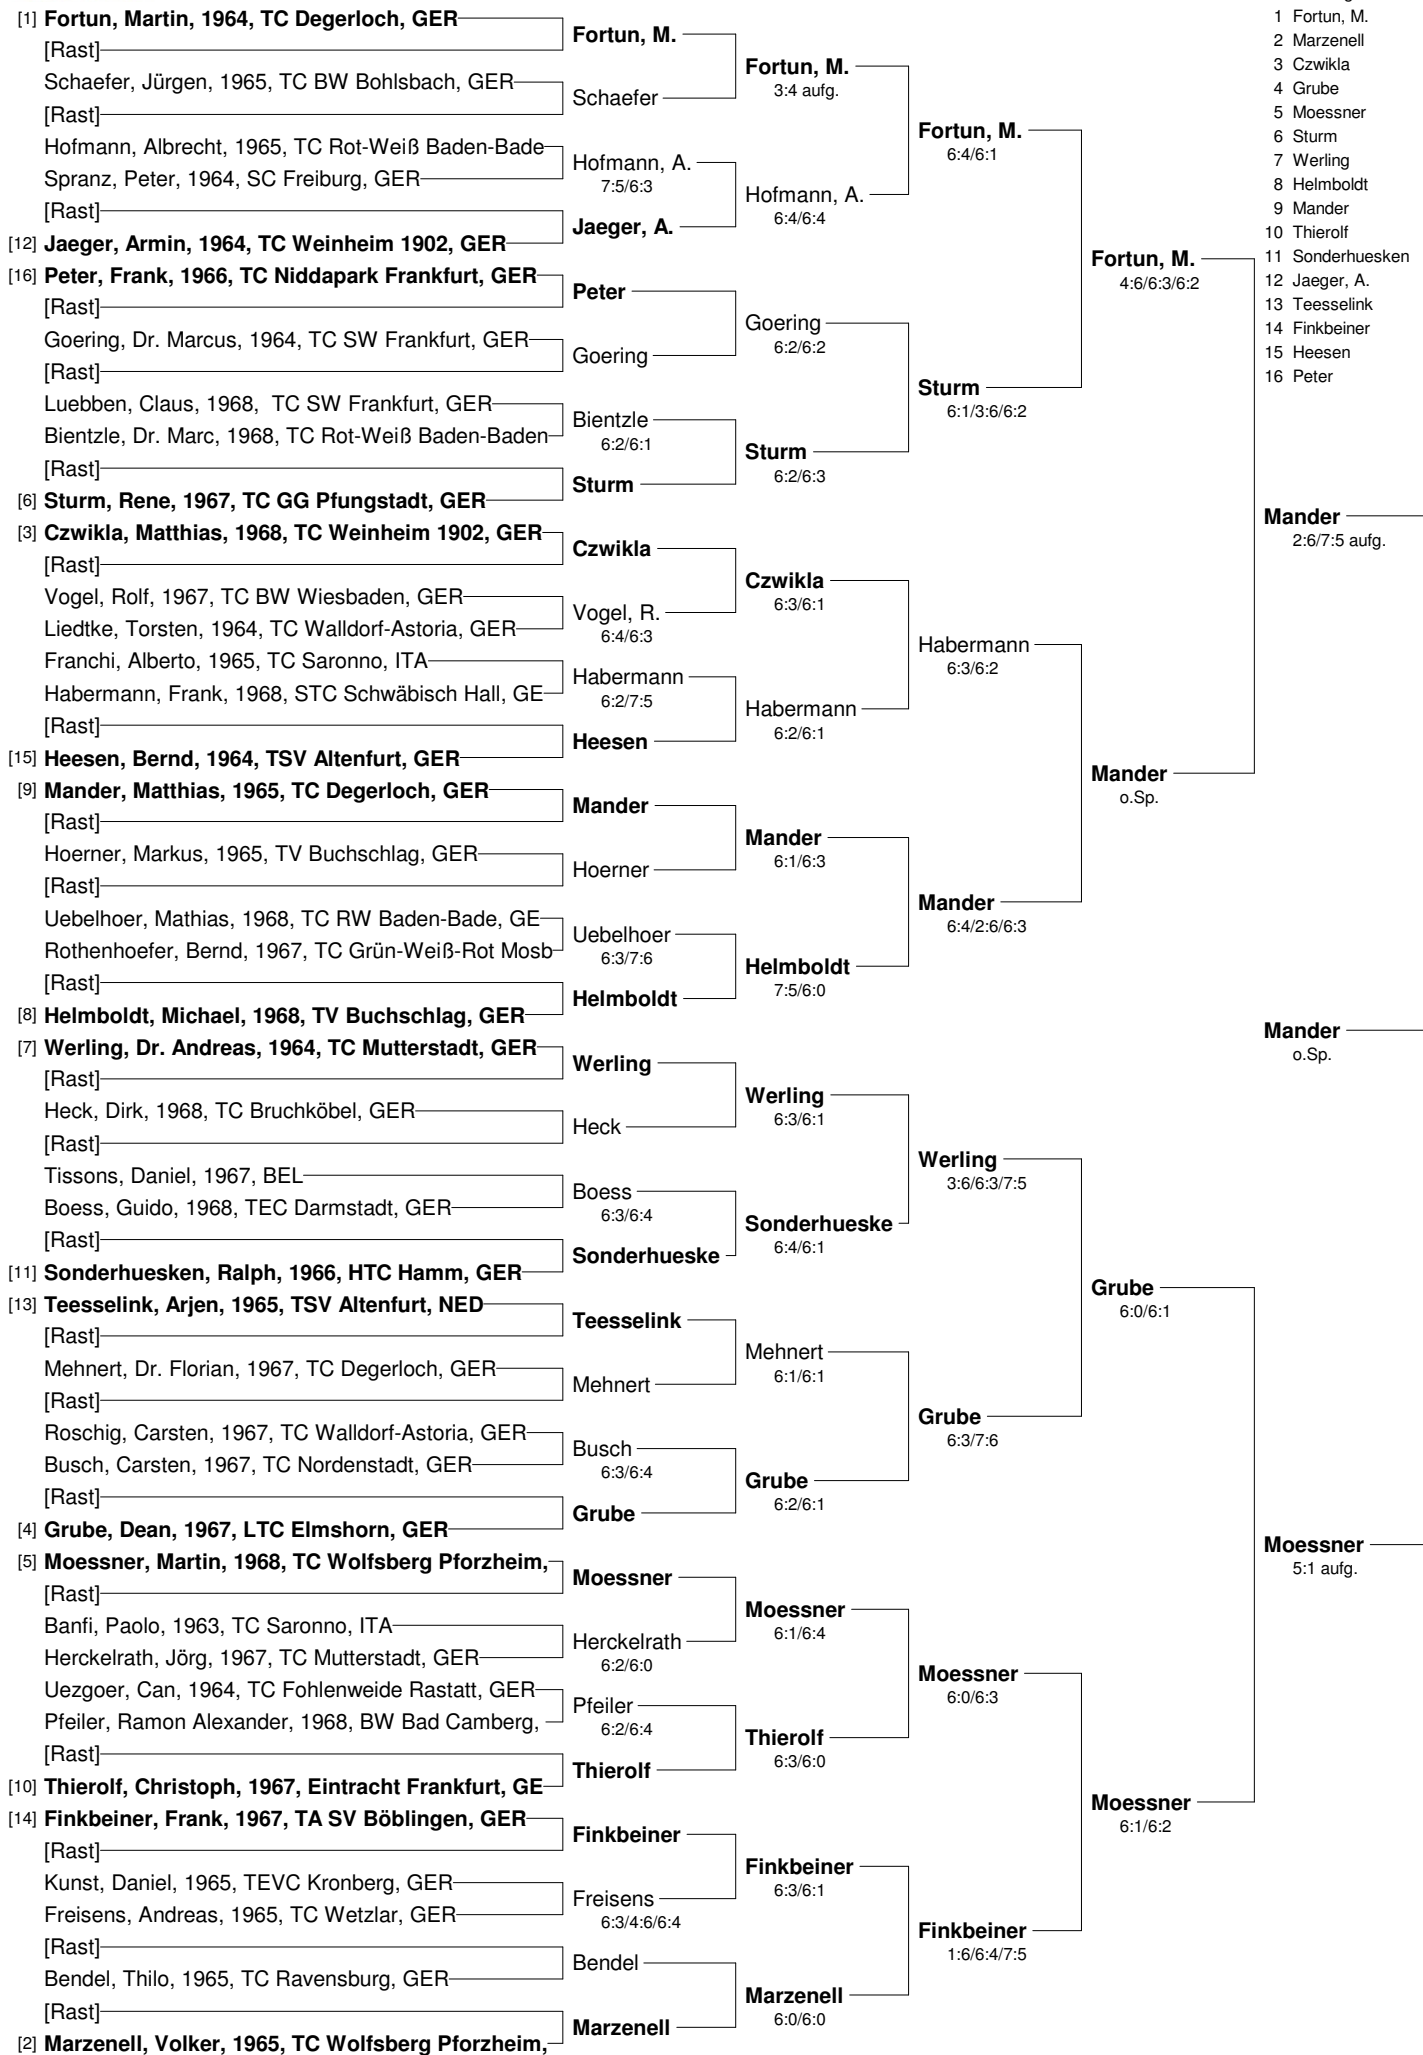 [1] Fortun, Martin, 1964, TC Degerloch, GER
[Rast]
Schaefer, Jürgen, 1965, TC BW Bohlsbach, GER
[Rast]
Hofmann, Albrecht, 1965, TC Rot-Weiß Baden-Bade
Spranz, Peter, 1964, SC Freiburg, GER
[Rast]
[12] Jaeger, Armin, 1964, TC Weinheim 1902, GER
[16] Peter, Frank, 1966, TC Niddapark Frankfurt, GER
[Rast]
Goering, Dr. Marcus, 1964, TC SW Frankfurt, GER
[Rast]
Luebben, Claus, 1968, TC SW Frankfurt, GER
Bientzle, Dr. Marc, 1968, TC Rot-Weiß Baden-Baden
[Rast]
[6] Sturm, Rene, 1967, TC GG Pfungstadt, GER
[3] Czwikla, Matthias, 1968, TC Weinheim 1902, GER
[Rast]
Vogel, Rolf, 1967, TC BW Wiesbaden, GER
Liedtke, Torsten, 1964, TC Walldorf-Astoria, GER
Franchi, Alberto, 1965, TC Saronno, ITA
Habermann, Frank, 1968, STC Schwäbisch Hall, GE
[Rast]
[15] Heesen, Bernd, 1964, TSV Altenfurt, GER
[9] Mander, Matthias, 1965, TC Degerloch, GER
[Rast]
Hoerner, Markus, 1965, TV Buchschlag, GER
[Rast]
Uebelhoer, Mathias, 1968, TC RW Baden-Bade, GE
Rothenhoefer, Bernd, 1967, TC Grün-Weiß-Rot Mosb
[Rast]
[8] Helmboldt, Michael, 1968, TV Buchschlag, GER
[7] Werling, Dr. Andreas, 1964, TC Mutterstadt, GER
[Rast]
Heck, Dirk, 1968, TC Bruchköbel, GER
[Rast]
Tissons, Daniel, 1967, BEL
Boess, Guido, 1968, TEC Darmstadt, GER
[Rast]
[11] Sonderhuesken, Ralph, 1966, HTC Hamm, GER
[13] Teesselink, Arjen, 1965, TSV Altenfurt, NED
[Rast]
Mehnert, Dr. Florian, 1967, TC Degerloch, GER
[Rast]
Roschig, Carsten, 1967, TC Walldorf-Astoria, GER
Busch, Carsten, 1967, TC Nordenstadt, GER
[Rast]
[4] Grube, Dean, 1967, LTC Elmshorn, GER
[5] Moessner, Martin, 1968, TC Wolfsberg Pforzheim,
[Rast]
Banfi, Paolo, 1963, TC Saronno, ITA
Herckelrath, Jörg, 1967, TC Mutterstadt, GER
Uezgoer, Can, 1964, TC Fohlenweide Rastatt, GER
Pfeiler, Ramon Alexander, 1968, BW Bad Camberg,
[Rast]
[10] Thierolf, Christoph, 1967, Eintracht Frankfurt, GE
[14] Finkbeiner, Frank, 1967, TA SV Böblingen, GER
[Rast]
Kunst, Daniel, 1965, TEVC Kronberg, GER
Freisens, Andreas, 1965, TC Wetzlar, GER
[Rast]
Bendel, Thilo, 1965, TC Ravensburg, GER
[Rast]
[2] Marzenell, Volker, 1965, TC Wolfsberg Pforzheim,
Fortun, M.
Schaefer
Hofmann, A.
7:5/6:3
Jaeger, A.
Peter
Goering
Bientzle
6:2/6:1
Sturm
Czwikla
Vogel, R.
6:4/6:3
Habermann
6:2/7:5
Heesen
Mander
Hoerner
Uebelhoer
6:3/7:6
Helmboldt
Werling
Heck
Boess
6:3/6:4
Sonderhueske
Teesselink
Mehnert
Busch
6:3/6:4
Grube
Moessner
Herckelrath
6:2/6:0
Pfeiler
6:2/6:4
Thierolf
Finkbeiner
Freisens
6:3/4:6/6:4
Bendel
Marzenell
Fortun, M.
3:4 aufg.
Hofmann, A.
6:4/6:4
Goering
6:2/6:2
Sturm
6:2/6:3
Czwikla
6:3/6:1
Habermann
6:2/6:1
Mander
6:1/6:3
Helmboldt
7:5/6:0
Werling
6:3/6:1
Sonderhueske
6:4/6:1
Mehnert
6:1/6:1
Grube
6:2/6:1
Moessner
6:1/6:4
Thierolf
6:3/6:0
Finkbeiner
6:3/6:1
Marzenell
6:0/6:0
Fortun, M.
6:4/6:1
Sturm
6:1/3:6/6:2
Habermann
6:3/6:2
Mander
6:4/2:6/6:3
Werling
3:6/6:3/7:5
Grube
6:3/7:6
Moessner
6:0/6:3
Finkbeiner
1:6/6:4/7:5
Fortun, M.
4:6/6:3/6:2
Mander
o.Sp.
Grube
6:0/6:1
Moessner
6:1/6:2
1 Fortun, M.
2 Marzenell
3 Czwikla
4 Grube
5 Moessner
6 Sturm
7 Werling
8 Helmboldt
9 Mander
10 Thierolf
11 Sonderhuesken
12 Jaeger, A.
13 Teesselink
14 Finkbeiner
15 Heesen
16 Peter
Mander
2:6/7:5 aufg.
Mander
o.Sp.
Moessner
5:1 aufg.